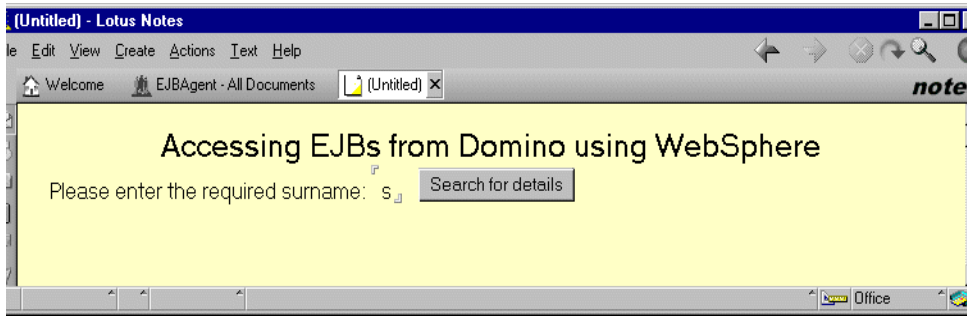 (Untitled) - Lotus Notes
le Edit View Create Actions Text Help
Welcome EJBAgent - All Documents (Untitled) note
Accessing EJBs from Domino using WebSphere
Please enter the required surname: s Search for details
Office